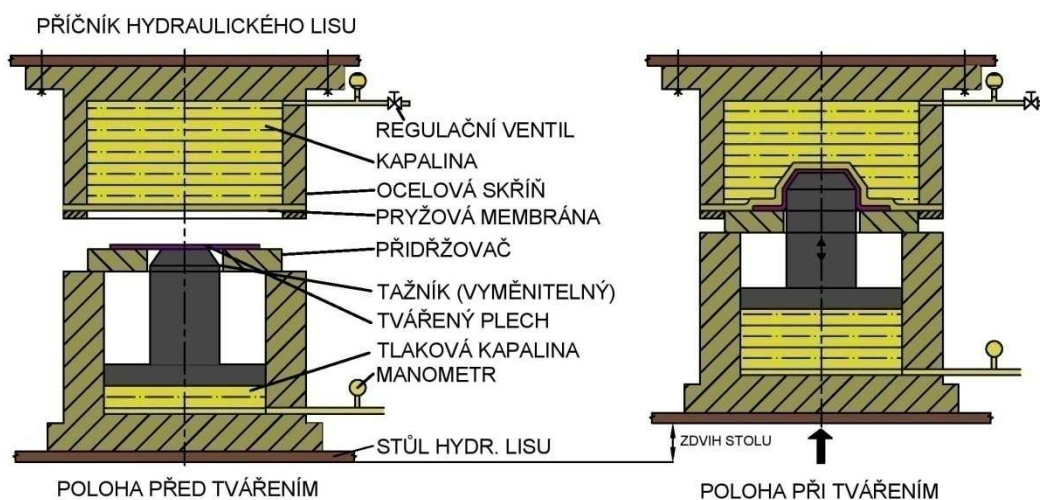 PŘÍČNÍK HYDRAULICKÉHO LISU
REGULAČNÍ VENTIL
KAPALINA
OCELOVÁ SKŘÍŇ
PRYŽOVÁ MEMBRÁNA
PŘIDRŽOVAČ
TAŽNÍK (VYMĚNITELNÝ)
TVÁŘENÝ PLECH
TLAKOVÁ KAPALINA
MANOMETR
STŮL HYDR. LISU
ZDVIH STOLU
POLOHA PŘED TVÁŘENÍM
POLOHA PŘI TVÁŘENÍM